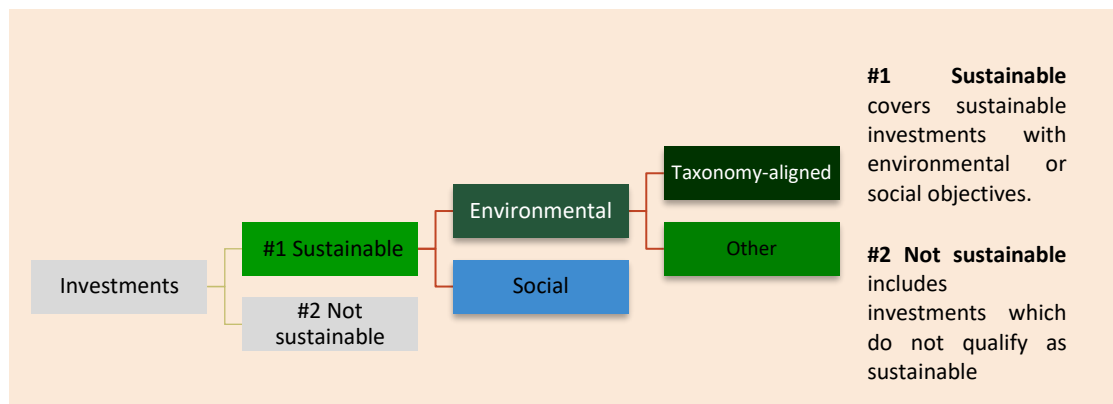 Investments
#1 Sustainable
#2 Not
sustainable
Environmental
Social
Taxonomy-aligned
Other
#1 Sustainable
covers sustainable
investments with
environmental or
social objectives.
#2 Not sustainable
includes
investments which
do not qualify as
sustainable